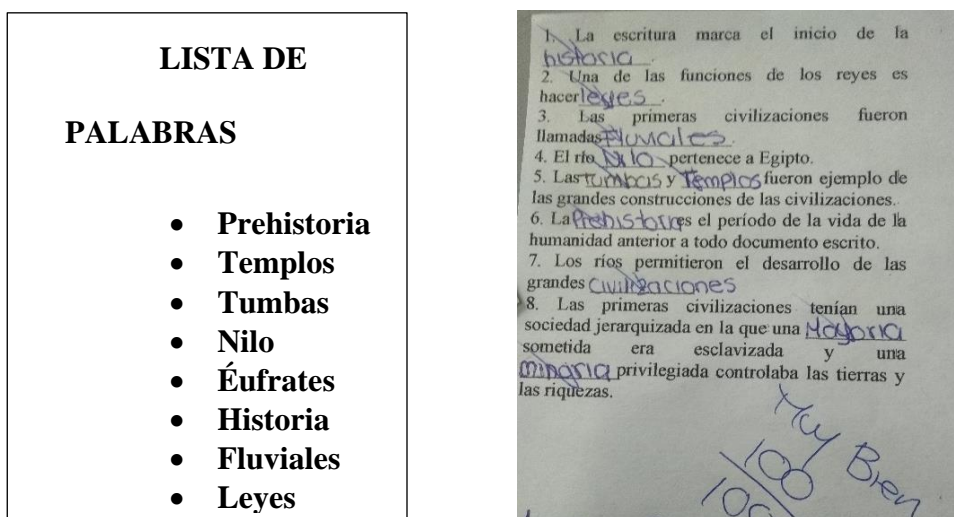 LISTA DE
PALABRAS
• Prehistoria
• Templos
• Tumbas
• Nilo
• Éufrates
• Historia
• Fluviales
• Leyes
1. La escritura marca el inicio de la
historia.
2. Una de las funciones de los reyes es
hacer leyes.
3. Las primeras civilizaciones fueron
llamadas Fluviales.
4. El río Nilo pertenece a Egipto.
5. Las tumbas y Templos fueron ejemplo de
las grandes construcciones de las civilizaciones.
6. La Prehistoria es el período de la vida de la
humanidad anterior a todo documento escrito.
7. Los ríos permitieron el desarrollo de las
grandes civilizaciones
8. Las primeras civilizaciones tenían una
sociedad jerarquizada en la que una Mayoria
sometida era esclavizada y una
minoria privilegiada controlaba las tierras y
las riquezas.
Muy Bien
100
100